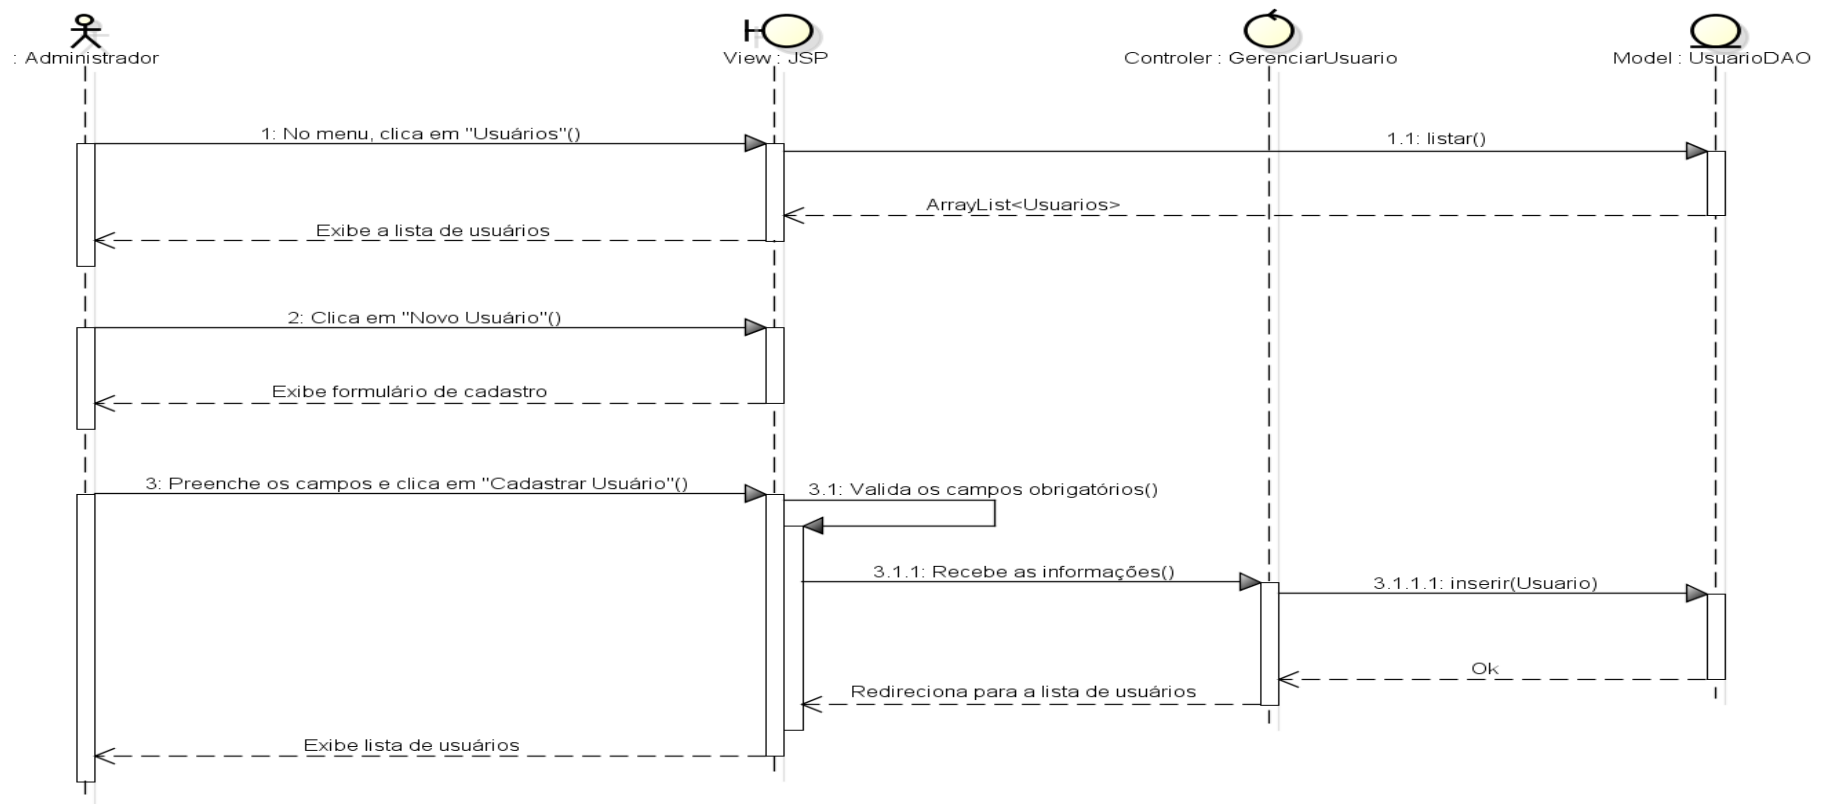 : Administrador
View : JSP
Controler : GerenciarUsuario
Model : UsuarioDAO
1: No menu, clica em "Usuários"()
1.1: listar()
ArrayList<Usuarios>
Exibe a lista de usuários
2: Clica em "Novo Usuário"()
Exibe formulário de cadastro
3: Preenche os campos e clica em "Cadastrar Usuário"()
3.1: Valida os campos obrigatórios()
3.1.1: Recebe as informações()
3.1.1.1: inserir(Usuario)
Ok
Redireciona para a lista de usuários
Exibe lista de usuários